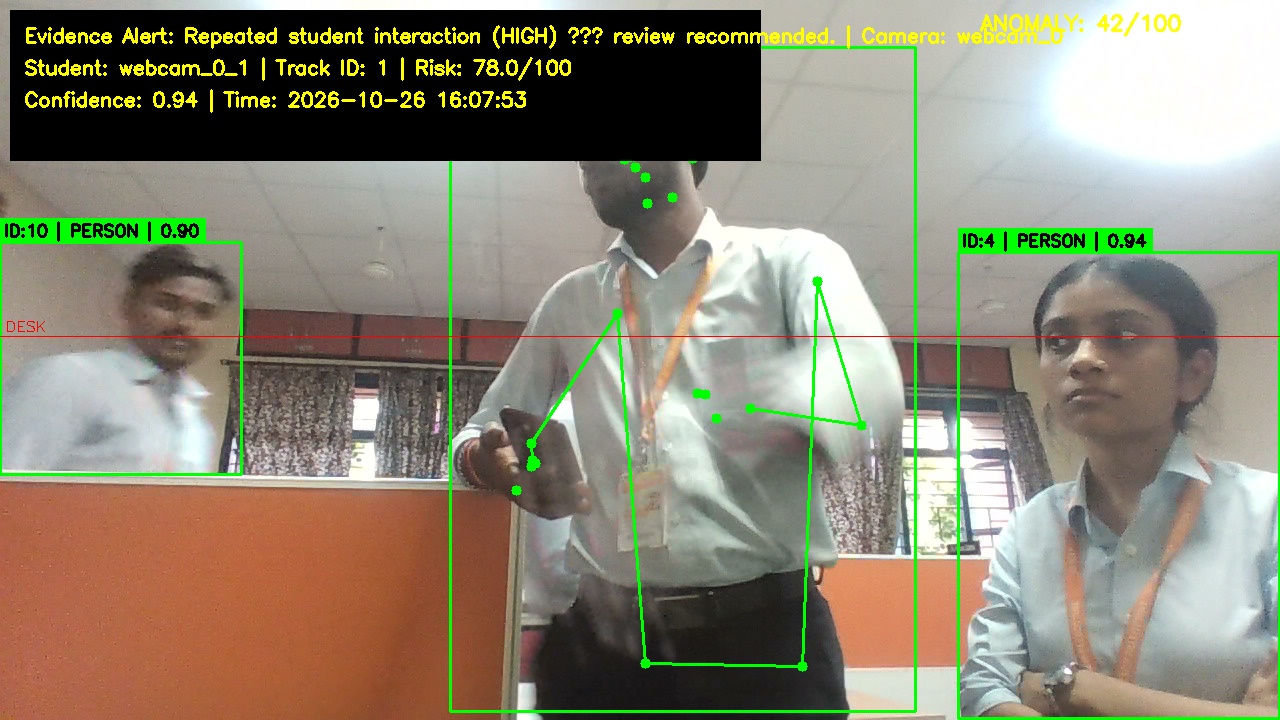 ANOMALY: 42/100
Evidence Alert: Repeated student interaction (HIGH) ??? review recommended. | Camera: webcam_0
Student: webcam_0_1 | Track ID: 1 | Risk: 78.0/100
Confidence: 0.94 | Time: 2026-10-26 16:07:53
ID:10 | PERSON | 0.90
ID:4 | PERSON | 0.94
DESK